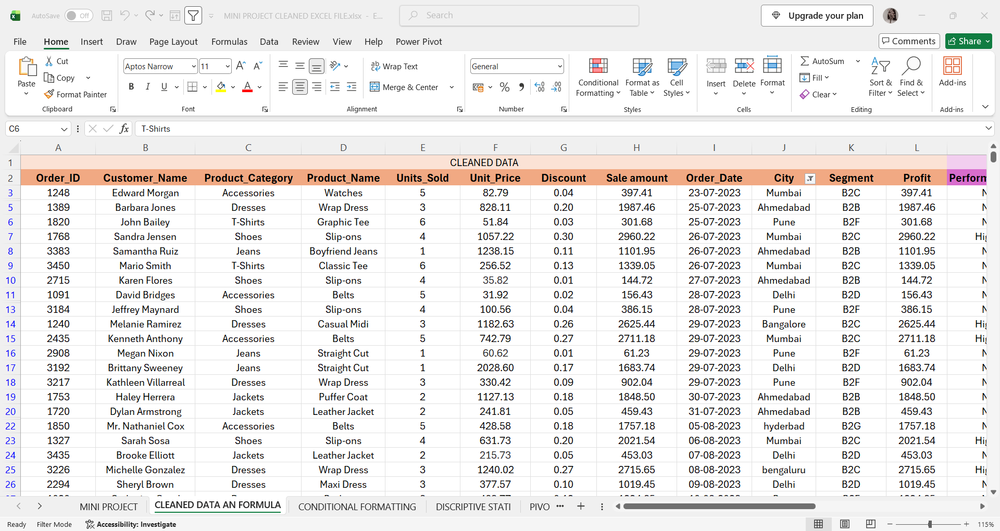 AutoSave Off MINI PROJECT CLEANED EXCEL FILE.xlsx - E... Search Upgrade your plan
File Home Insert Draw Page Layout Formulas Data Review View Help Power Pivot Comments Share
Paste Cut Copy Format Painter Clipboard
Aptos Narrow 11 B I U Font
Wrap Text Merge & Center Alignment
General Number
Conditional Formatting Format as Table Cell Styles Styles
Insert Delete Format Cells
AutoSum Fill Clear Sort & Filter Find & Select Editing
Add-ins Add-ins
C6 fx T-Shirts
A B C D E F G H I J K L
1 CLEANED DATA
2 Order_ID Customer_Name Product_Category Product_Name Units_Sold Unit_Price Discount Sale amount Order_Date City Segment Profit Perform
3 1248 Edward Morgan Accessories Watches 5 82.79 0.04 397.41 23-07-2023 Mumbai B2C 397.41
5 1389 Barbara Jones Dresses Wrap Dress 3 828.11 0.20 1987.46 25-07-2023 Ahmedabad B2B 1987.46
6 1820 John Bailey T-Shirts Graphic Tee 6 51.84 0.03 301.68 25-07-2023 Pune B2F 301.68
7 1768 Sandra Jensen Shoes Slip-ons 4 1057.22 0.30 2960.22 26-07-2023 Mumbai B2C 2960.22
8 3383 Samantha Ruiz Jeans Boyfriend Jeans 1 1238.15 0.11 1101.95 26-07-2023 Ahmedabad B2B 1101.95
9 3450 Mario Smith T-Shirts Classic Tee 6 256.52 0.13 1339.05 26-07-2023 Mumbai B2C 1339.05
10 2715 Karen Flores Shoes Slip-ons 4 35.82 0.01 144.72 27-07-2023 Ahmedabad B2B 144.72
11 1091 David Bridges Accessories Belts 5 31.92 0.02 156.43 28-07-2023 Delhi B2D 156.43
13 3184 Jeffrey Maynard Shoes Slip-ons 4 100.56 0.04 386.15 28-07-2023 Pune B2F 386.15
14 1240 Melanie Ramirez Dresses Casual Midi 3 1182.63 0.26 2625.44 29-07-2023 Bangalore B2C 2625.44
15 2435 Kenneth Anthony Accessories Belts 5 742.79 0.27 2711.18 29-07-2023 Mumbai B2C 2711.18
16 2908 Megan Nixon Jeans Straight Cut 1 60.62 0.01 61.23 29-07-2023 Pune B2F 61.23
17 3192 Brittany Sweeney Jeans Straight Cut 1 2028.60 0.17 1683.74 29-07-2023 Delhi B2D 1683.74
18 3217 Kathleen Villarreal Dresses Wrap Dress 3 330.42 0.09 902.04 29-07-2023 Pune B2F 902.04
19 1753 Haley Herrera Jackets Puffer Coat 2 1127.13 0.18 1848.50 30-07-2023 Ahmedabad B2B 1848.50
20 1720 Dylan Armstrong Jackets Leather Jacket 2 241.81 0.05 459.43 31-07-2023 Ahmedabad B2B 459.43
22 1850 Mr. Nathaniel Cox Accessories Belts 5 428.58 0.18 1757.18 05-08-2023 hyderbad B2G 1757.18
23 1327 Sarah Sosa Shoes Slip-ons 4 631.73 0.20 2021.54 06-08-2023 Mumbai B2C 2021.54
24 3435 Brooke Elliott Jackets Leather Jacket 2 215.73 0.05 453.03 07-08-2023 Delhi B2D 453.03
25 3226 Michelle Gonzalez Dresses Wrap Dress 3 1240.02 0.27 2715.65 08-08-2023 bengaluru B2C 2715.65
26 2294 Sheryl Brown Dresses Maxi Dress 3 377.57 0.10 1019.45 09-08-2023 Delhi B2D 1019.45
MINI PROJECT CLEANED DATA AN FORMULA CONDITIONAL FORMATTING DISCRIPTIVE STATI PIVO
Ready Filter Mode Accessibility: Investigate 115%